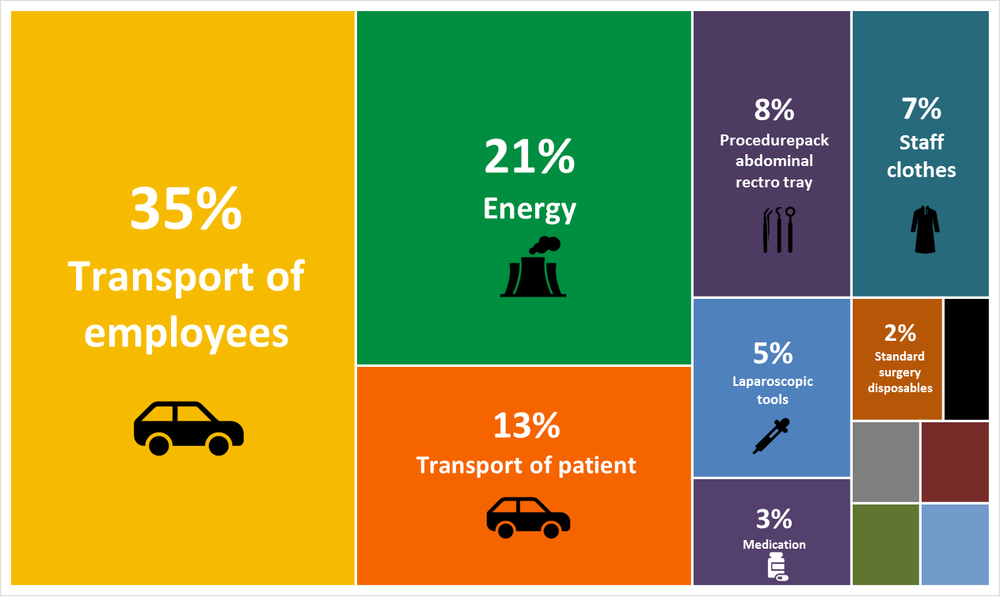 35%
Transport of
employees
21%
Energy
13%
Transport of patient
8%
Procedurepack
abdominal
rectro tray
7%
Staff
clothes
5%
Laparoscopic
tools
3%
Medication
2%
Standard
surgery
disposables